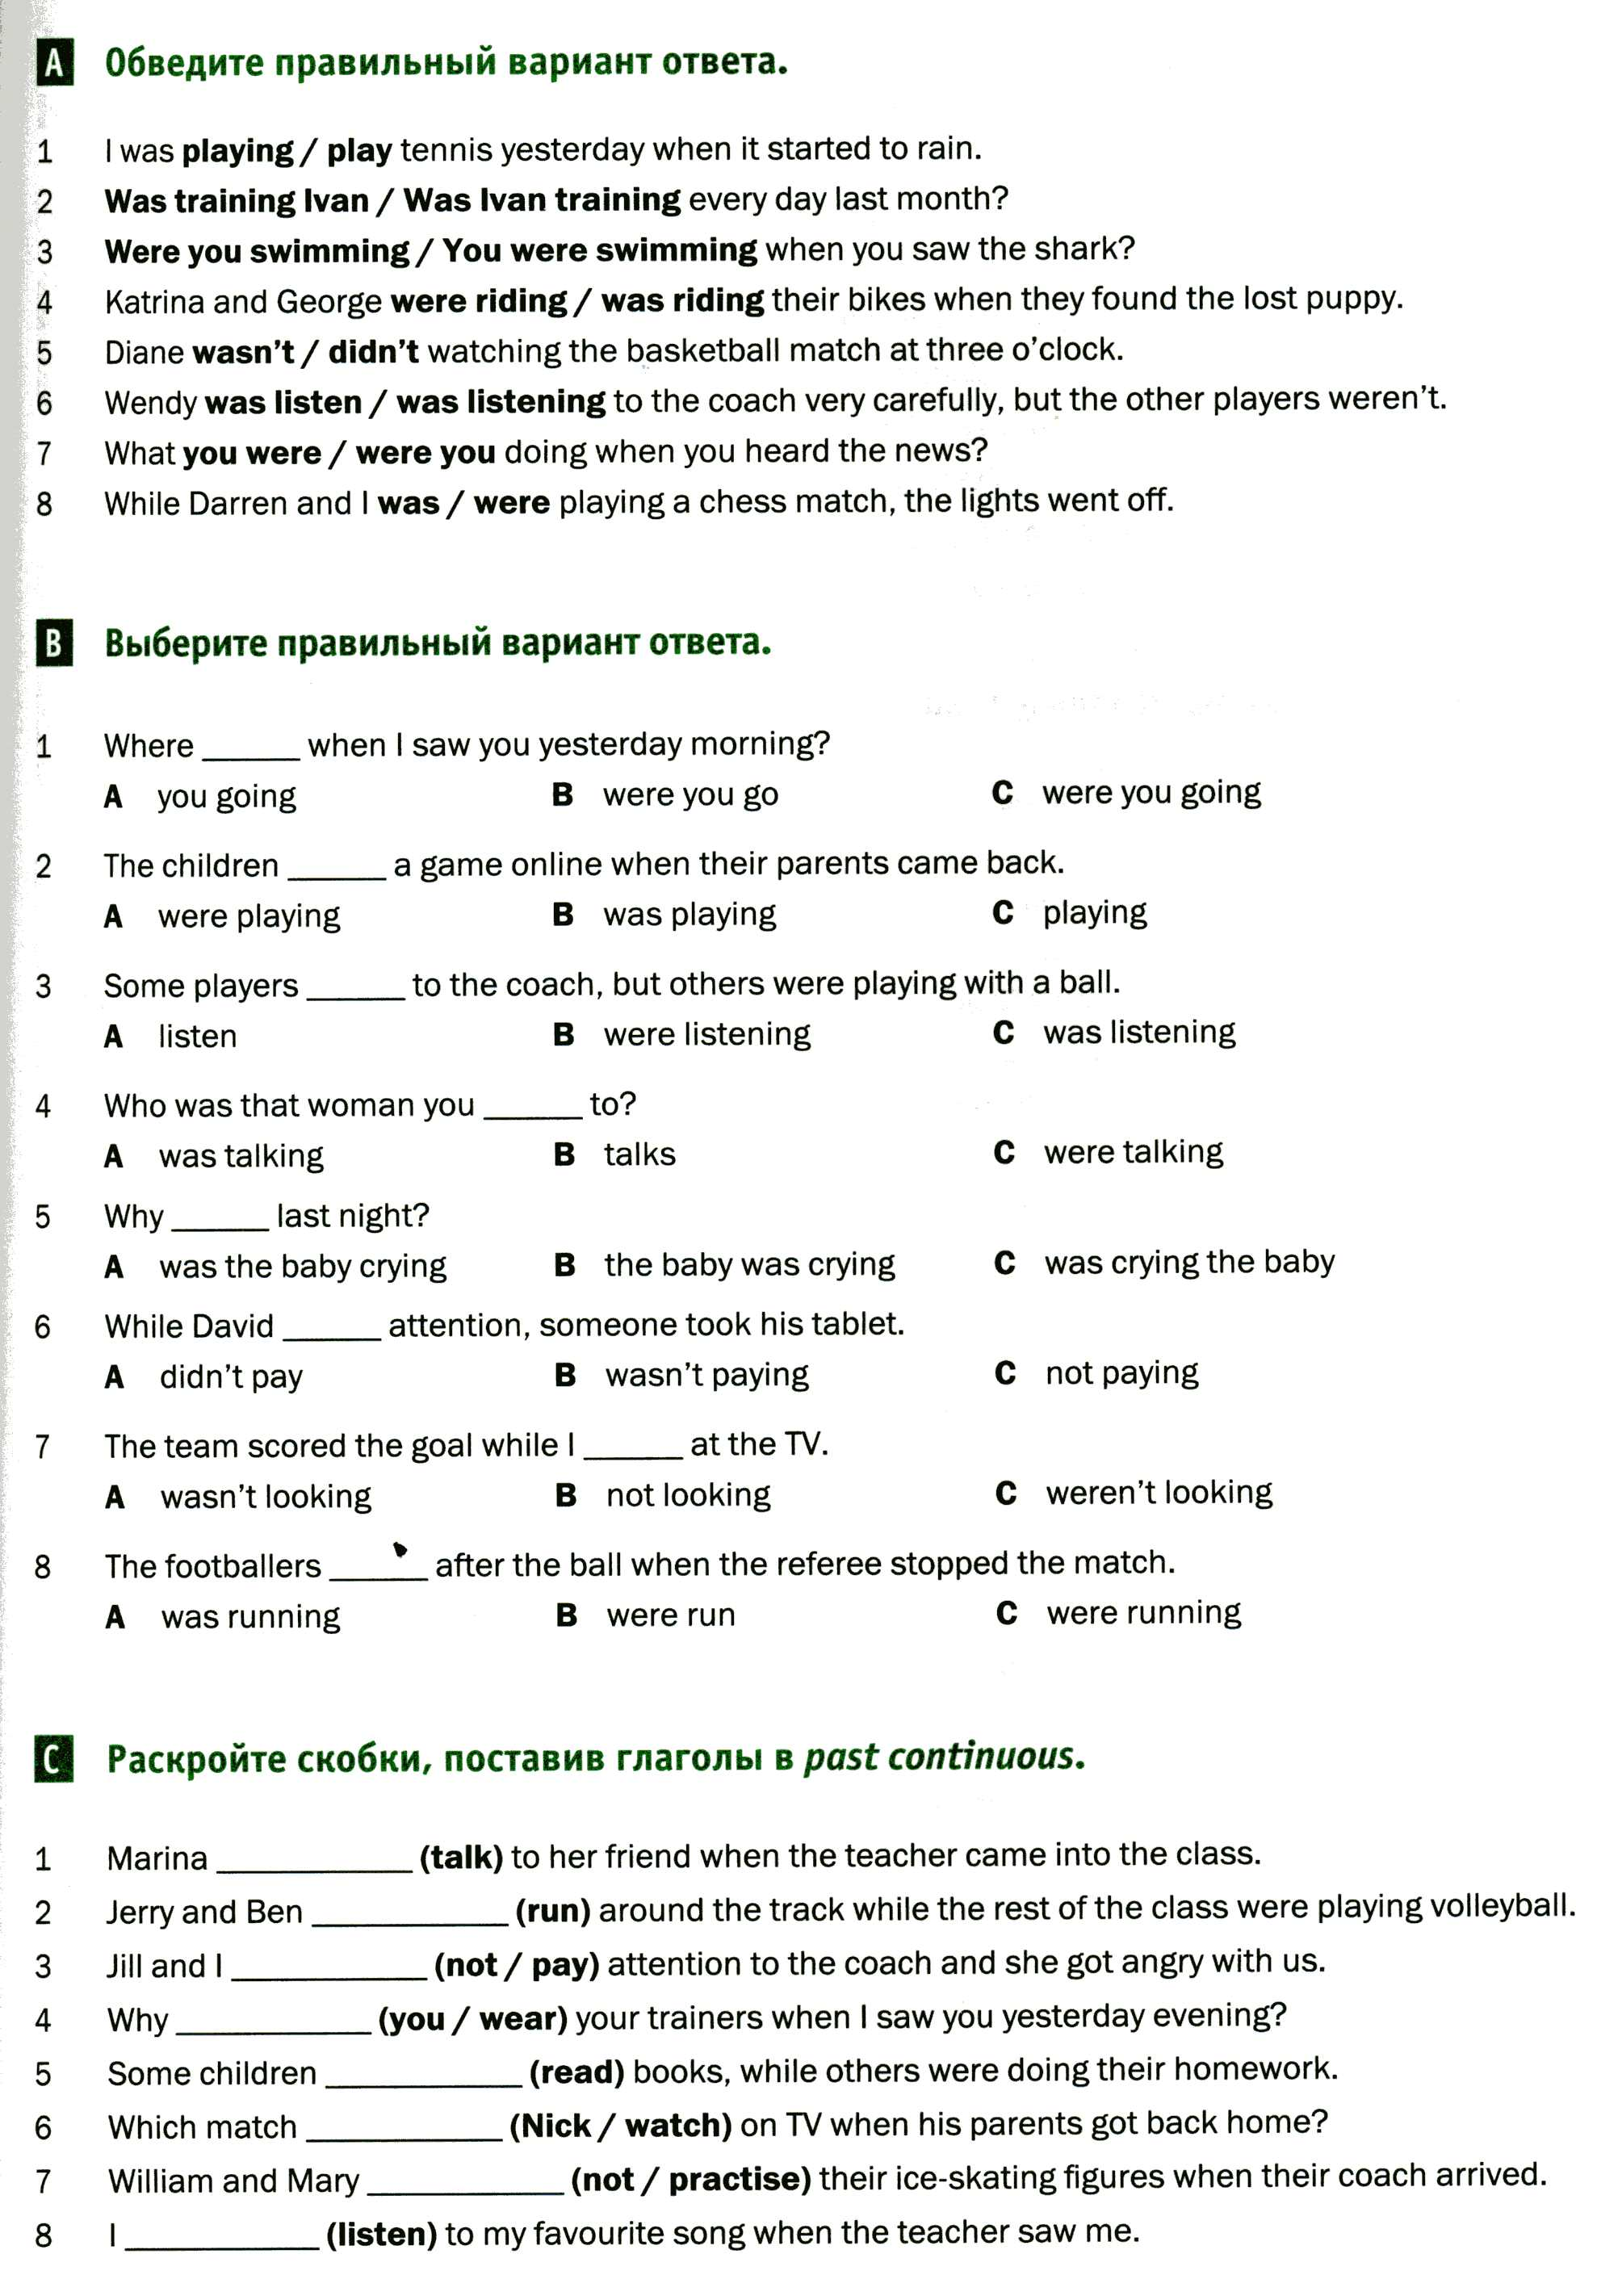 A Обведите правильный вариант ответа.
1 I was playing / play tennis yesterday when it started to rain.
2 Was training Ivan / Was Ivan training every day last month?
3 Were you swimming / You were swimming when you saw the shark?
4 Katrina and George were riding / was riding their bikes when they found the lost puppy.
5 Diane wasn't / didn't watching the basketball match at three o'clock.
6 Wendy was listen / was listening to the coach very carefully, but the other players weren't.
7 What you were / were you doing when you heard the news?
8 While Darren and I was / were playing a chess match, the lights went off.
B Выберите правильный вариант ответа.
1 Where ______ when I saw you yesterday morning?
A you going B were you go C were you going
2 The children ______ a game online when their parents came back.
A were playing B was playing C playing
3 Some players ______ to the coach, but others were playing with a ball.
A listen B were listening C was listening
4 Who was that woman you ______ to?
A was talking B talks C were talking
5 Why ______ last night?
A was the baby crying B the baby was crying C was crying the baby
6 While David ______ attention, someone took his tablet.
A didn't pay B wasn't paying C not paying
7 The team scored the goal while I ______ at the TV.
A wasn't looking B not looking C weren't looking
8 The footballers ______ after the ball when the referee stopped the match.
A was running B were run C were running
C Раскройте скобки, поставив глаголы в past continuous.
1 Marina ____________ (talk) to her friend when the teacher came into the class.
2 Jerry and Ben ____________ (run) around the track while the rest of the class were playing volleyball.
3 Jill and I ____________ (not / pay) attention to the coach and she got angry with us.
4 Why ____________ (you / wear) your trainers when I saw you yesterday evening?
5 Some children ____________ (read) books, while others were doing their homework.
6 Which match ____________ (Nick / watch) on TV when his parents got back home?
7 William and Mary ____________ (not / practise) their ice-skating figures when their coach arrived.
8 I ____________ (listen) to my favourite song when the teacher saw me.